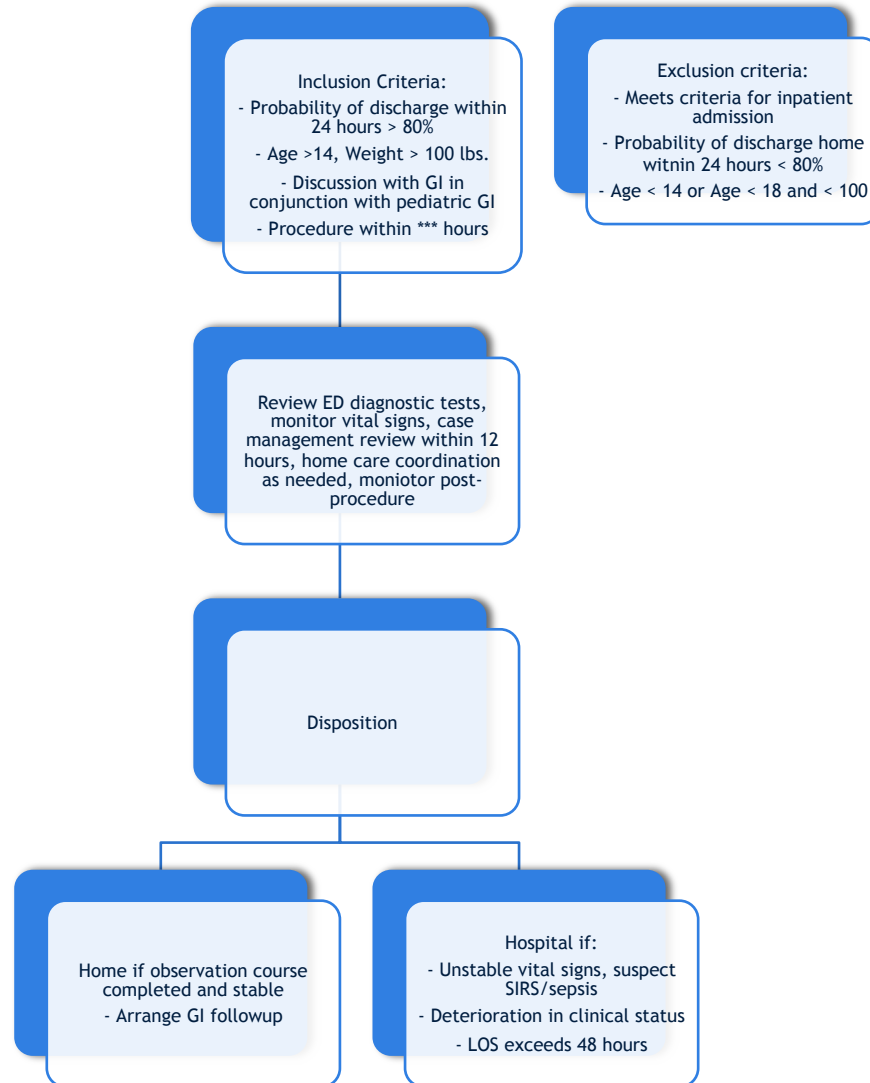 Inclusion Criteria:
- Probability of discharge within
24 hours > 80%
- Age >14, Weight > 100 lbs.
- Discussion with GI in
conjunction with pediatric GI
- Procedure within *** hours
Exclusion criteria:
- Meets criteria for inpatient
admission
- Probability of discharge home
witnin 24 hours < 80%
- Age < 14 or Age < 18 and < 100
Review ED diagnostic tests,
monitor vital signs, case
management review within 12
hours, home care coordination
as needed, moniotor post-
procedure
Disposition
Home if observation course
completed and stable
- Arrange GI followup
Hospital if:
- Unstable vital signs, suspect
SIRS/sepsis
- Deterioration in clinical status
- LOS exceeds 48 hours